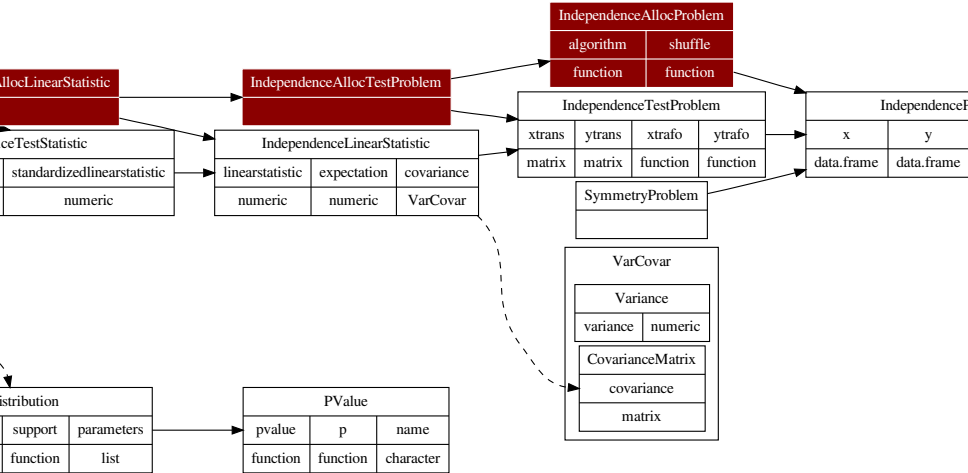 IndependenceAllocProblem
algorithm shuffle
function function
AllocLinearStatistic
IndependenceAllocTestProblem
IndependenceTestProblem
xtrans ytrans xtrafo ytrafo
matrix matrix function function
IndependenceP
x y
data.frame data.frame
ceTestStatistic
standardizedlinearstatistic
numeric
IndependenceLinearStatistic
linearstatistic expectation covariance
numeric numeric VarCovar
SymmetryProblem
VarCovar
Variance
variance numeric
CovarianceMatrix
covariance
matrix
istribution
support parameters
function list
PValue
pvalue p name
function function character